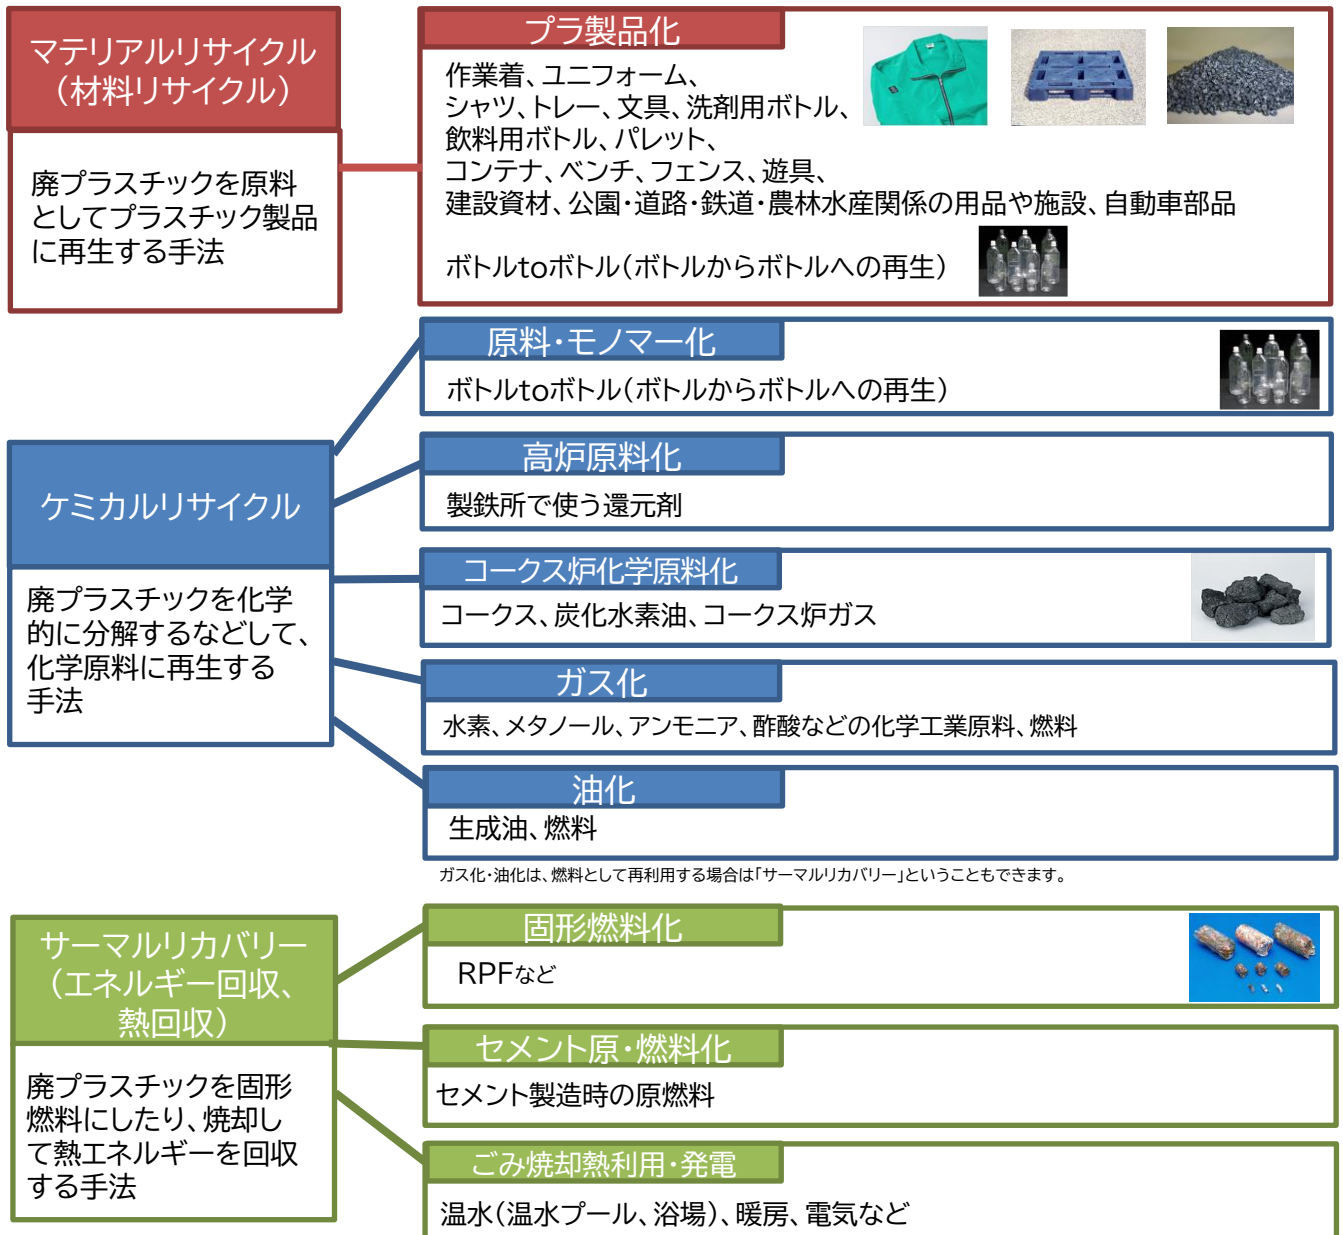 マテリアルリサイクル
（材料リサイクル）
廃プラスチックを原料
としてプラスチック製品
に再生する手法
プラ製品化
作業着、ユニフォーム、
シャツ、トレー、文具、洗剤用ボトル、
飲料用ボトル、パレット、
コンテナ、ベンチ、フェンス、遊具、
建設資材、公園・道路・鉄道・農林水産関係の用品や施設、自動車部品
ボトルtoボトル（ボトルからボトルへの再生）
ケミカルリサイクル
廃プラスチックを化学
的に分解するなどして、
化学原料に再生する
手法
原料・モノマー化
ボトルtoボトル（ボトルからボトルへの再生）
高炉原料化
製鉄所で使う還元剤
コークス炉化学原料化
コークス、炭化水素油、コークス炉ガス
ガス化
水素、メタノール、アンモニア、酢酸などの化学工業原料、燃料
油化
生成油、燃料
ガス化・油化は、燃料として再利用する場合は「サーマルリカバリー」ということもできます。
サーマルリカバリー
（エネルギー回収、
熱回収）
廃プラスチックを固形
燃料にしたり、焼却し
て熱エネルギーを回収
する手法
固形燃料化
RPFなど
セメント原・燃料化
セメント製造時の原燃料
ごみ焼却熱利用・発電
温水（温水プール、浴場）、暖房、電気など